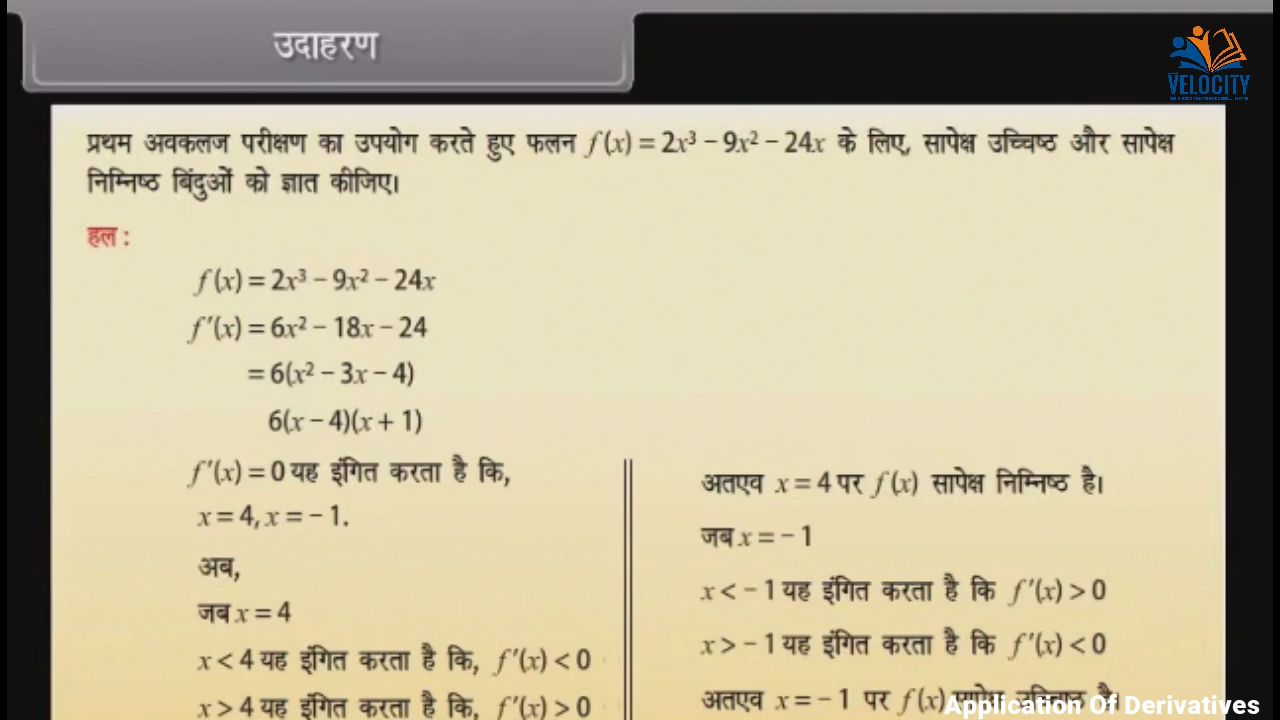 उदाहरण
VELOCITY
प्रथम अवकलज परीक्षण का उपयोग करते हुए फलन f(x) = 2x³ − 9x² − 24x के लिए, सापेक्ष उच्चिष्ठ और सापेक्ष
निम्निष्ठ बिंदुओं को ज्ञात कीजिए।
हल :
f(x) = 2x³ − 9x² − 24x
f'(x) = 6x² − 18x − 24
= 6(x² − 3x − 4)
6(x − 4)(x + 1)
f'(x) = 0 यह इंगित करता है कि,
x = 4, x = − 1.
अब,
जब x = 4
x < 4 यह इंगित करता है कि, f'(x) < 0
x > 4 यह इंगित करता है कि, f'(x) > 0
अतएव x = 4 पर f(x) सापेक्ष निम्निष्ठ है।
जब x = − 1
x < − 1 यह इंगित करता है कि f'(x) > 0
x > − 1 यह इंगित करता है कि f'(x) < 0
अतएव x = − 1 पर f(x) सापेक्ष उच्चिष्ठ है
Application Of Derivatives